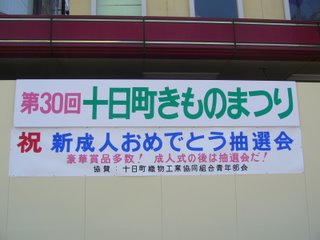 第30回十日町きものまつり
祝 新成人おめでとう抽選会
豪華賞品多数! 成人式の後は抽選会だ!
協賛:十日町織物工業協同組合青年部会